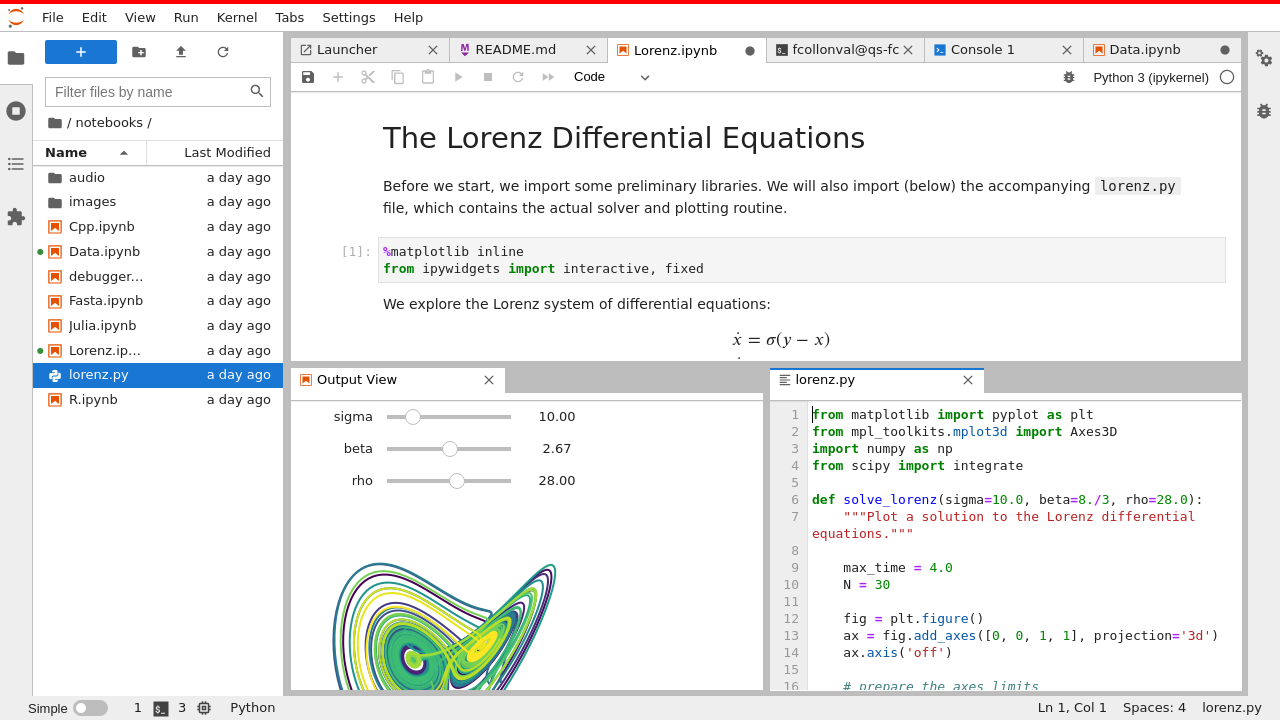 File Edit View Run Kernel Tabs Settings Help
Filter files by name
/ notebooks /
Name Last Modified
audio a day ago
images a day ago
Cpp.ipynb a day ago
Data.ipynb a day ago
debugger... a day ago
Fasta.ipynb a day ago
Julia.ipynb a day ago
Lorenz.ip... a day ago
lorenz.py a day ago
R.ipynb a day ago
Launcher README.md Lorenz.ipynb fcollonval@qs-fc Console 1 Data.ipynb
Code Python 3 (ipykernel)
The Lorenz Differential Equations
Before we start, we import some preliminary libraries. We will also import (below) the accompanying lorenz.py
file, which contains the actual solver and plotting routine.
[1]: %matplotlib inline
from ipywidgets import interactive, fixed
We explore the Lorenz system of differential equations:
ẋ = σ(y − x)
Output View
sigma 10.00
beta 2.67
rho 28.00
lorenz.py
1 from matplotlib import pyplot as plt
2 from mpl_toolkits.mplot3d import Axes3D
3 import numpy as np
4 from scipy import integrate
5
6 def solve_lorenz(sigma=10.0, beta=8./3, rho=28.0):
7 """Plot a solution to the Lorenz differential
equations."""
8
9 max_time = 4.0
10 N = 30
11
12 fig = plt.figure()
13 ax = fig.add_axes([0, 0, 1, 1], projection='3d')
14 ax.axis('off')
15
16 # prepare the axes limits
Simple 1 $_ 3 Python Ln 1, Col 1 Spaces: 4 lorenz.py